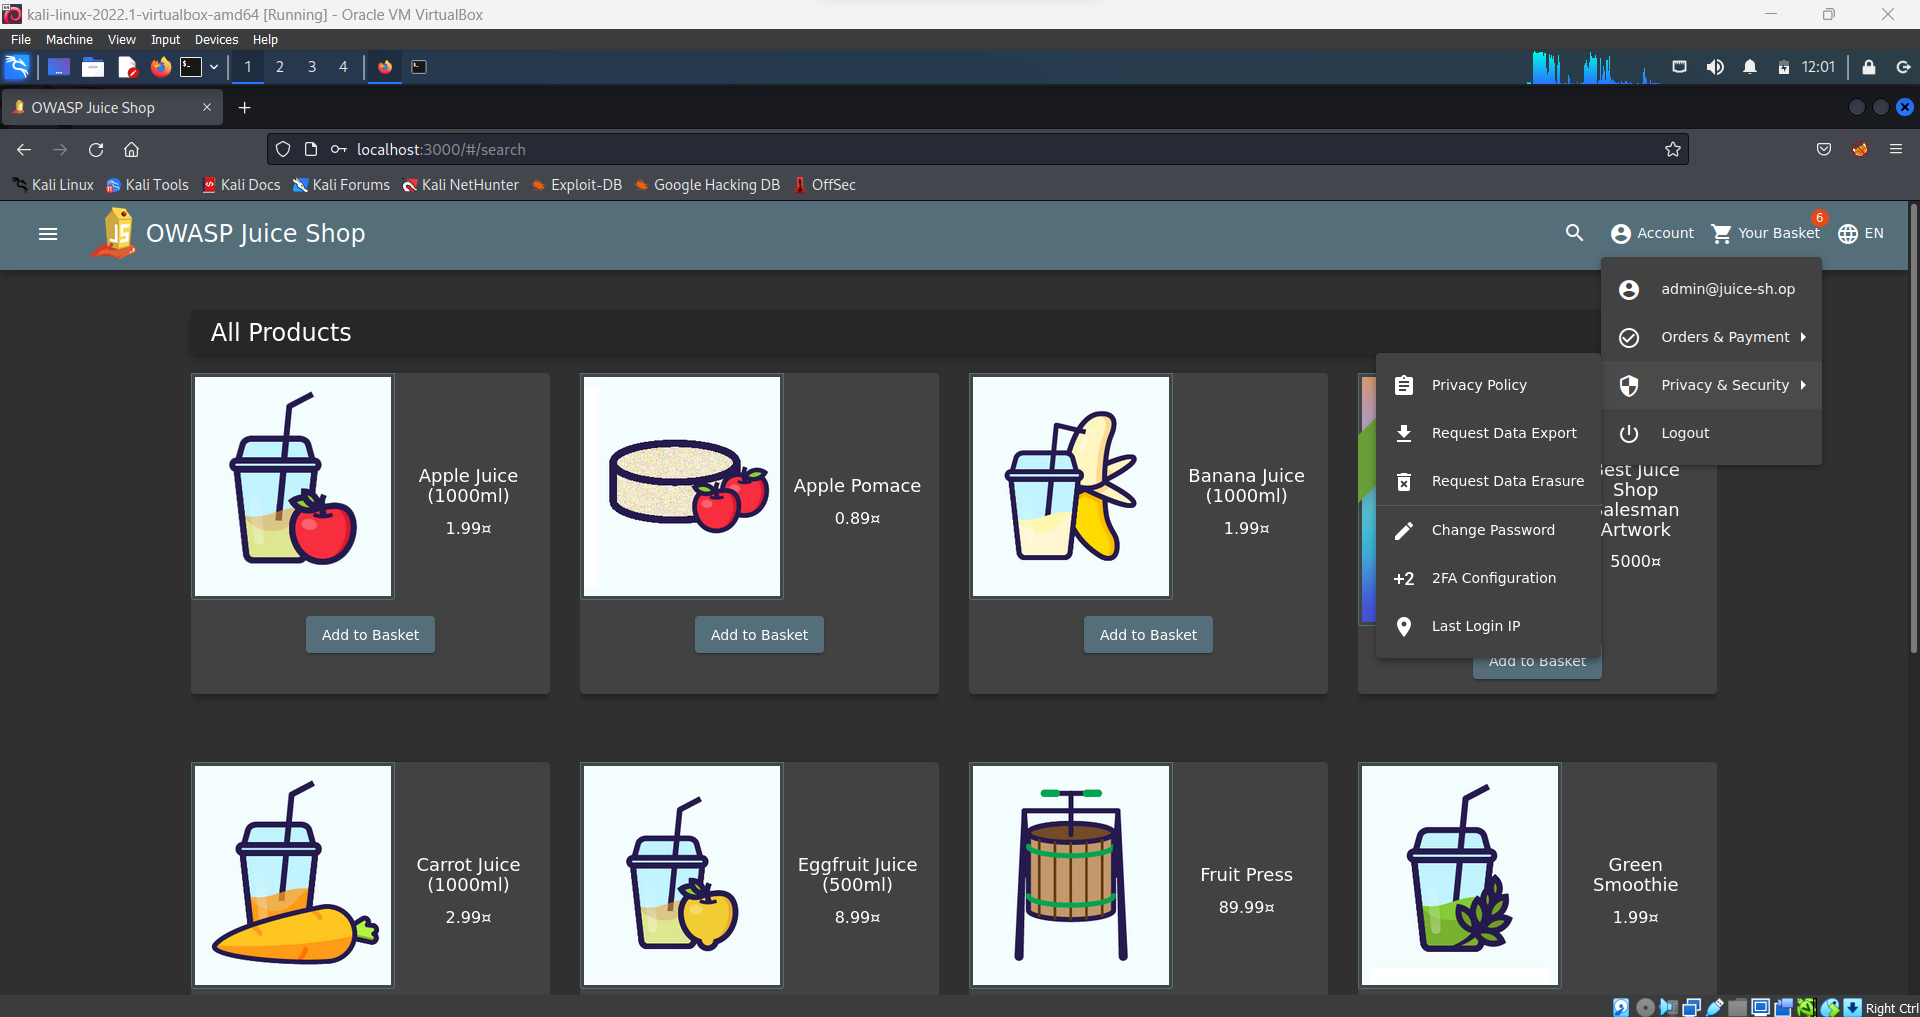 kali-linux-2022.1-virtualbox-amd64 [Running] - Oracle VM VirtualBox
File Machine View Input Devices Help
1 2 3 4
12:01
OWASP Juice Shop
localhost:3000/#/search
Kali Linux Kali Tools Kali Docs Kali Forums Kali NetHunter Exploit-DB Google Hacking DB OffSec
6
JS
OWASP Juice Shop Account Your Basket EN
admin@juice-sh.op
Orders & Payment
Privacy & Security
Logout
Privacy Policy
Request Data Export
Request Data Erasure
Change Password
+2 2FA Configuration
Last Login IP
All Products
Apple Juice
(1000ml)
1.99¤
Add to Basket
Apple Pomace
0.89¤
Add to Basket
Banana Juice
(1000ml)
1.99¤
Add to Basket
Best Juice
Shop
Salesman
Artwork
5000¤
Add to Basket
Carrot Juice
(1000ml)
2.99¤
Eggfruit Juice
(500ml)
8.99¤
Fruit Press
89.99¤
Green
Smoothie
1.99¤
Right Ctrl